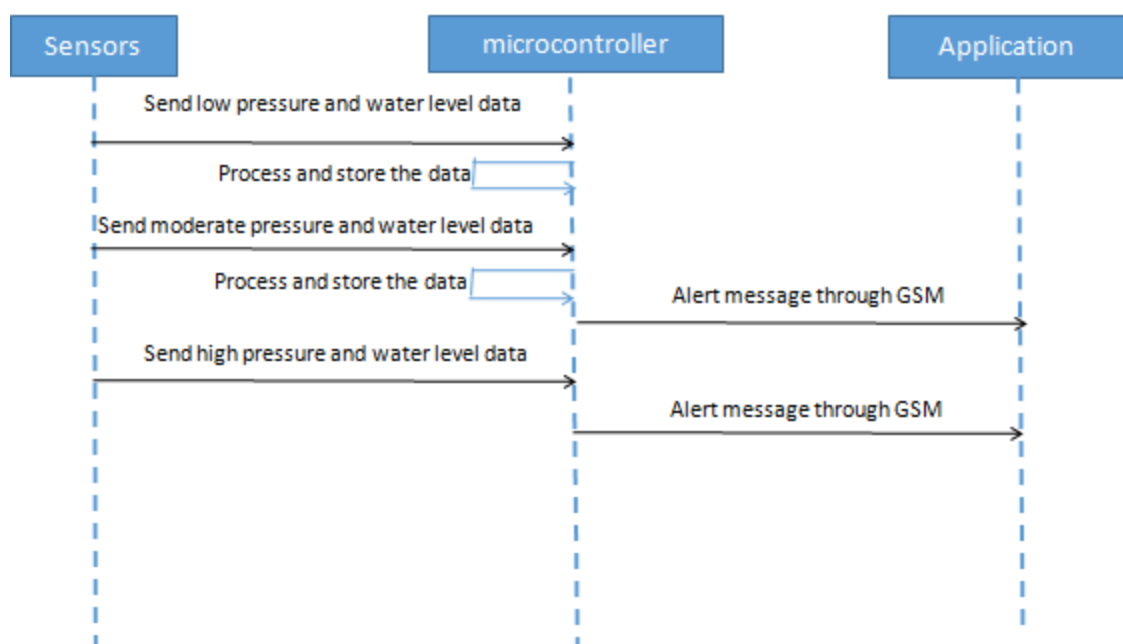 Sensors
microcontroller
Application
Send low pressure and water level data
Process and store the data
Send moderate pressure and water level data
Process and store the data
Alert message through GSM
Send high pressure and water level data
Alert message through GSM